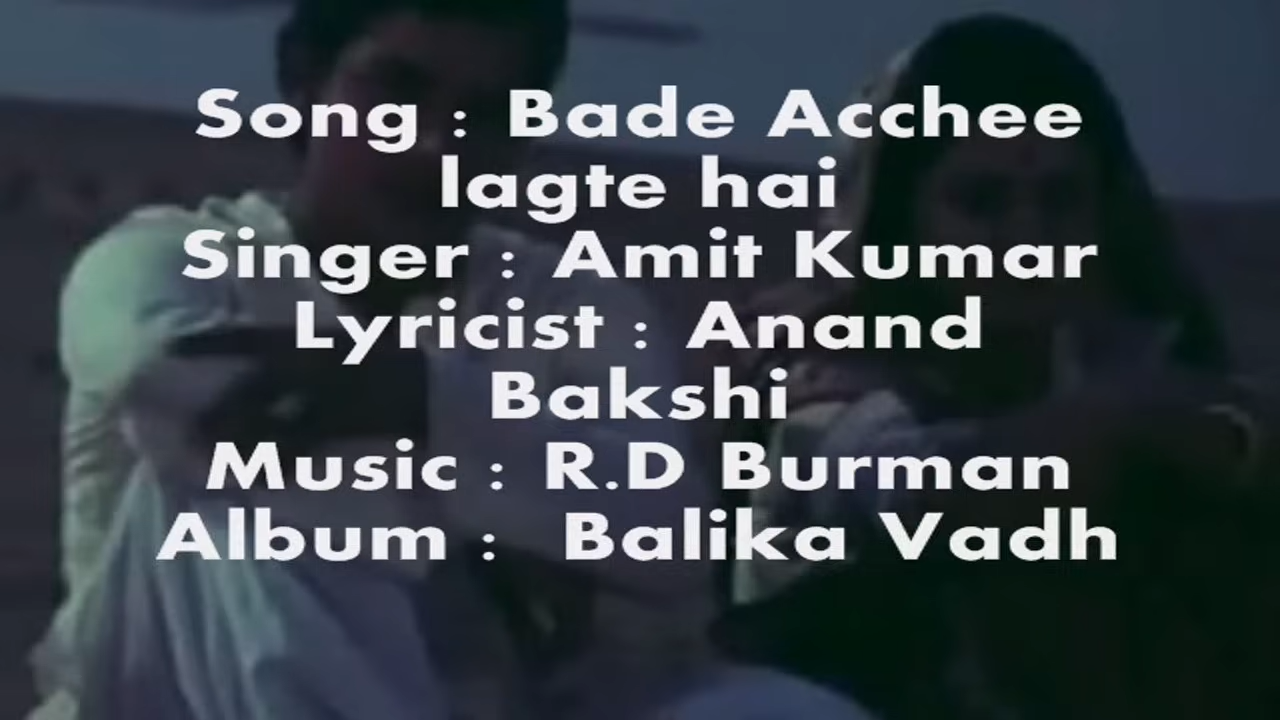 Song : Bade Acchee
lagte hai
Singer : Amit Kumar
Lyricist : Anand
Bakshi
Music : R.D Burman
Album : Balika Vadh